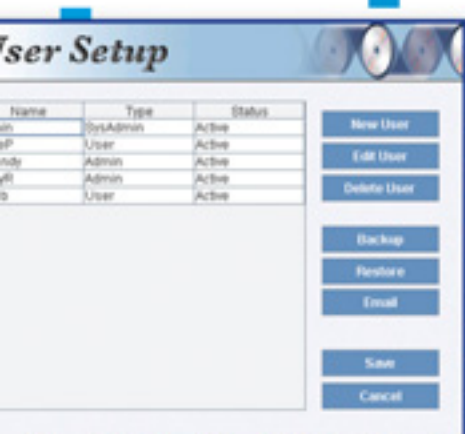 User Setup
Name Type Status
SysAdmin Active
User Active
Admin Active
Admin Active
User Active
New User
Edit User
Delete User
Backup
Restore
Email
Save
Cancel